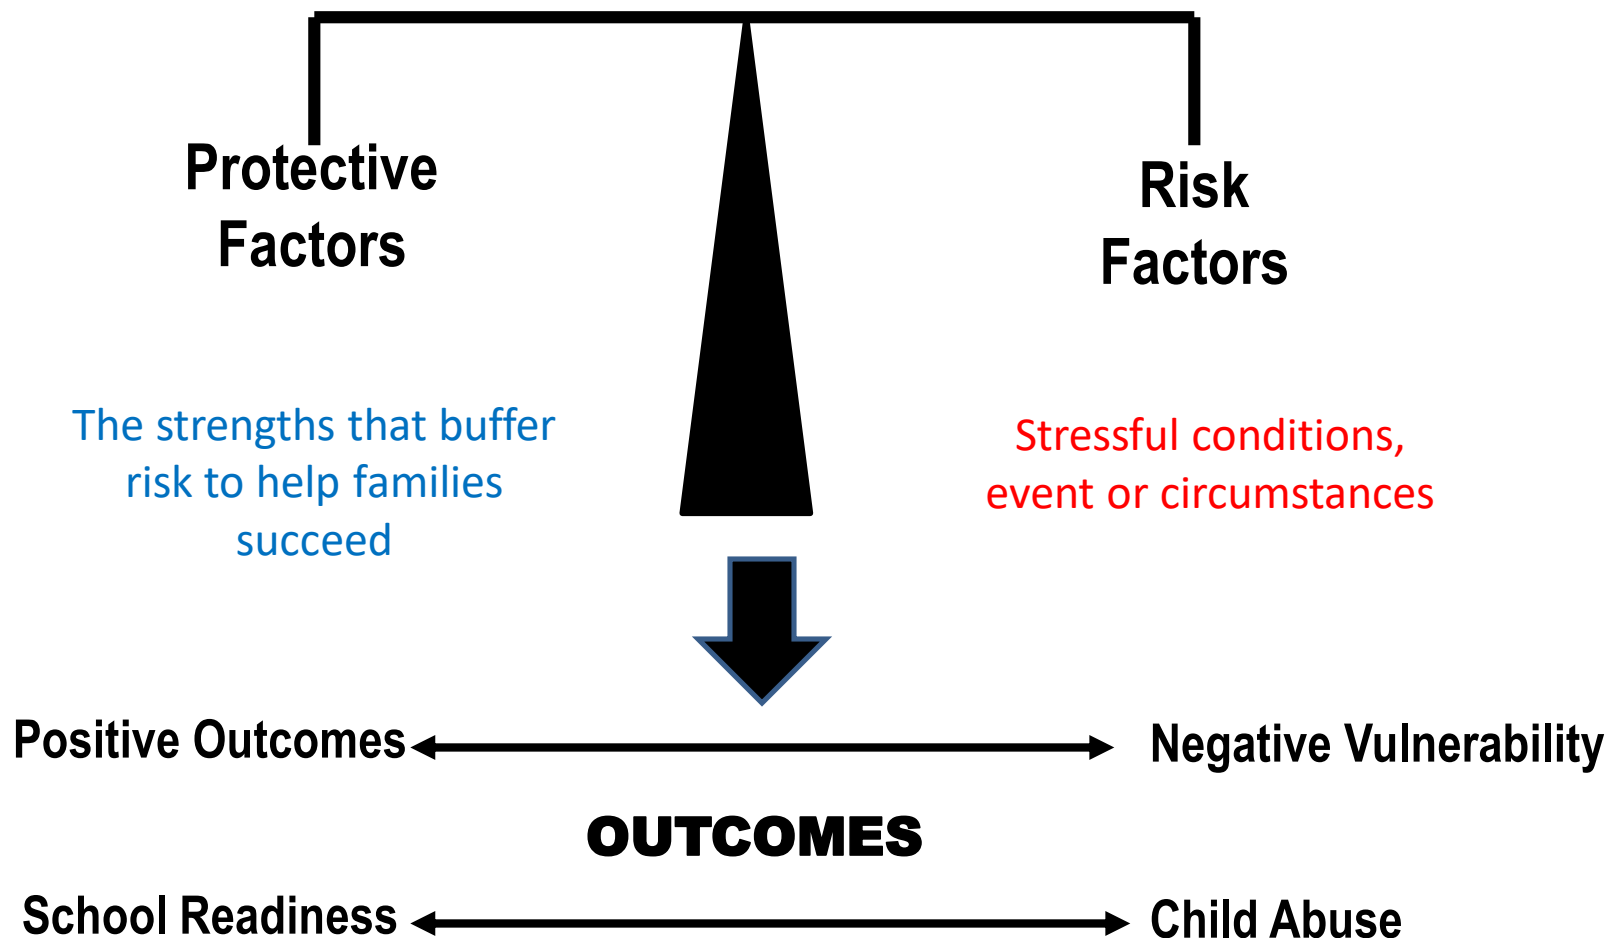 Protective
Factors
Risk
Factors
The strengths that buffer
risk to help families
succeed
Stressful conditions,
event or circumstances
Positive Outcomes
Negative Vulnerability
OUTCOMES
School Readiness
Child Abuse